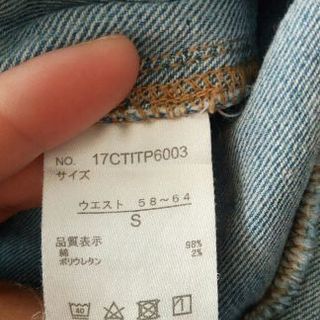 NO. 17CTITP6003
サイズ
ウエスト 58～64
S
品質表示
綿 98%
ポリウレタン 2%
40